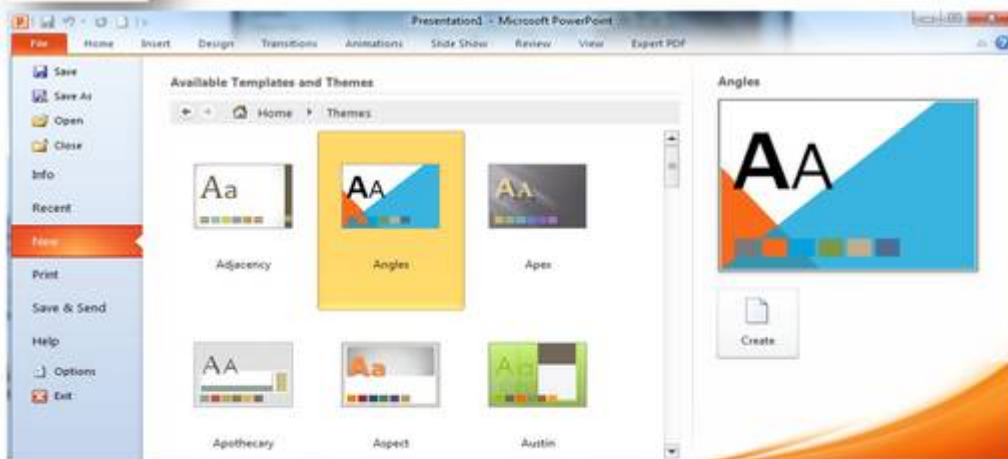 Presentation1 - Microsoft PowerPoint
File Home Insert Design Transitions Animations Slide Show Review View Expert PDF
Save
Save As
Open
Close
Info
Recent
New
Print
Save & Send
Help
Options
Exit
Available Templates and Themes
Home Themes
Aa
AA
AA
Adjacency Angles Apex
AA
Aa
Aa
Apothecary Aspect Austin
Angles
AA
Create